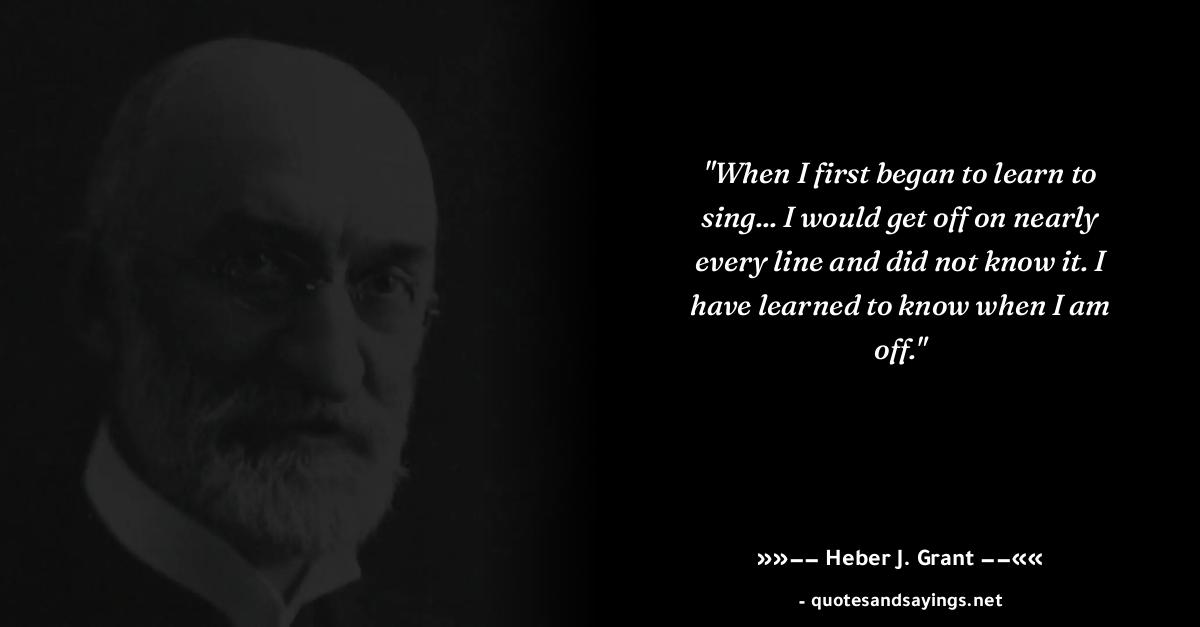 "When I first began to learn to
sing... I would get off on nearly
every line and did not know it. I
have learned to know when I am
off."
»»–– Heber J. Grant ––««
- quotesandsayings.net